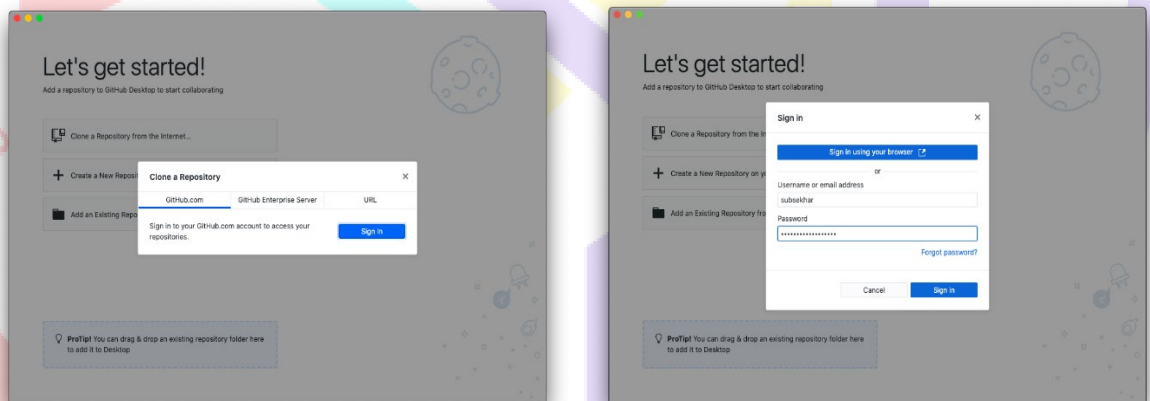 Let's get started!
Add a repository to GitHub Desktop to start collaborating
Clone a Repository from the Internet...
Create a New Reposit
Add an Existing Repo
Clone a Repository
GitHub.com
GitHub Enterprise Server
URL
Sign in to your GitHub.com account to access your
repositories.
Sign in
ProTip! You can drag & drop an existing repository folder here
to add it to Desktop
Let's get started!
Add a repository to GitHub Desktop to start collaborating
Clone a Repository from the In
Create a New Repository on yo
Add an Existing Repository fro
Sign in
Sign in using your browser
or
Username or email address
subsekhar
Password
Forgot password?
Cancel
Sign in
ProTip! You can drag & drop an existing repository folder here
to add it to Desktop